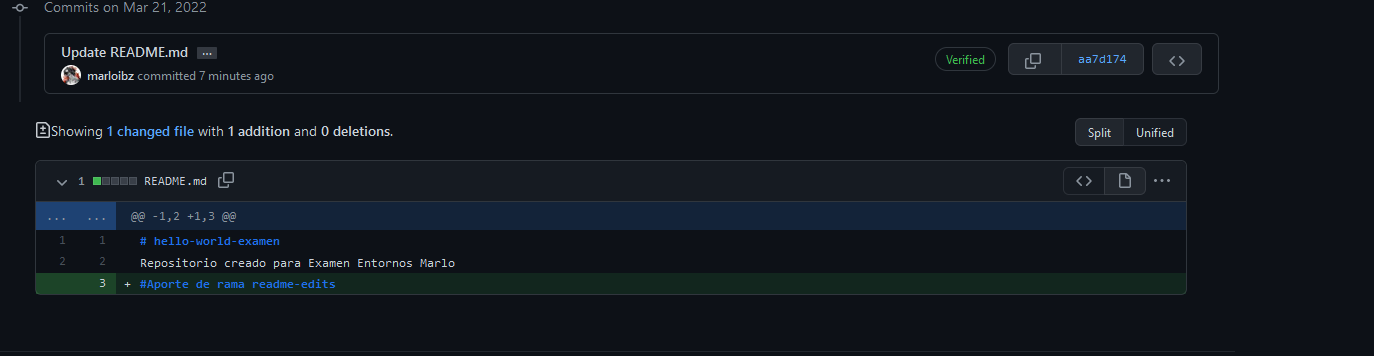 Commits on Mar 21, 2022
Update README.md ...
marloibz committed 7 minutes ago
Verified
aa7d174
<>
Showing 1 changed file with 1 addition and 0 deletions.
Split Unified
1 README.md
<> ...
... ... @@ -1,2 +1,3 @@
1 1 # hello-world-examen
2 2 Repositorio creado para Examen Entornos Marlo
3 + #Aporte de rama readme-edits